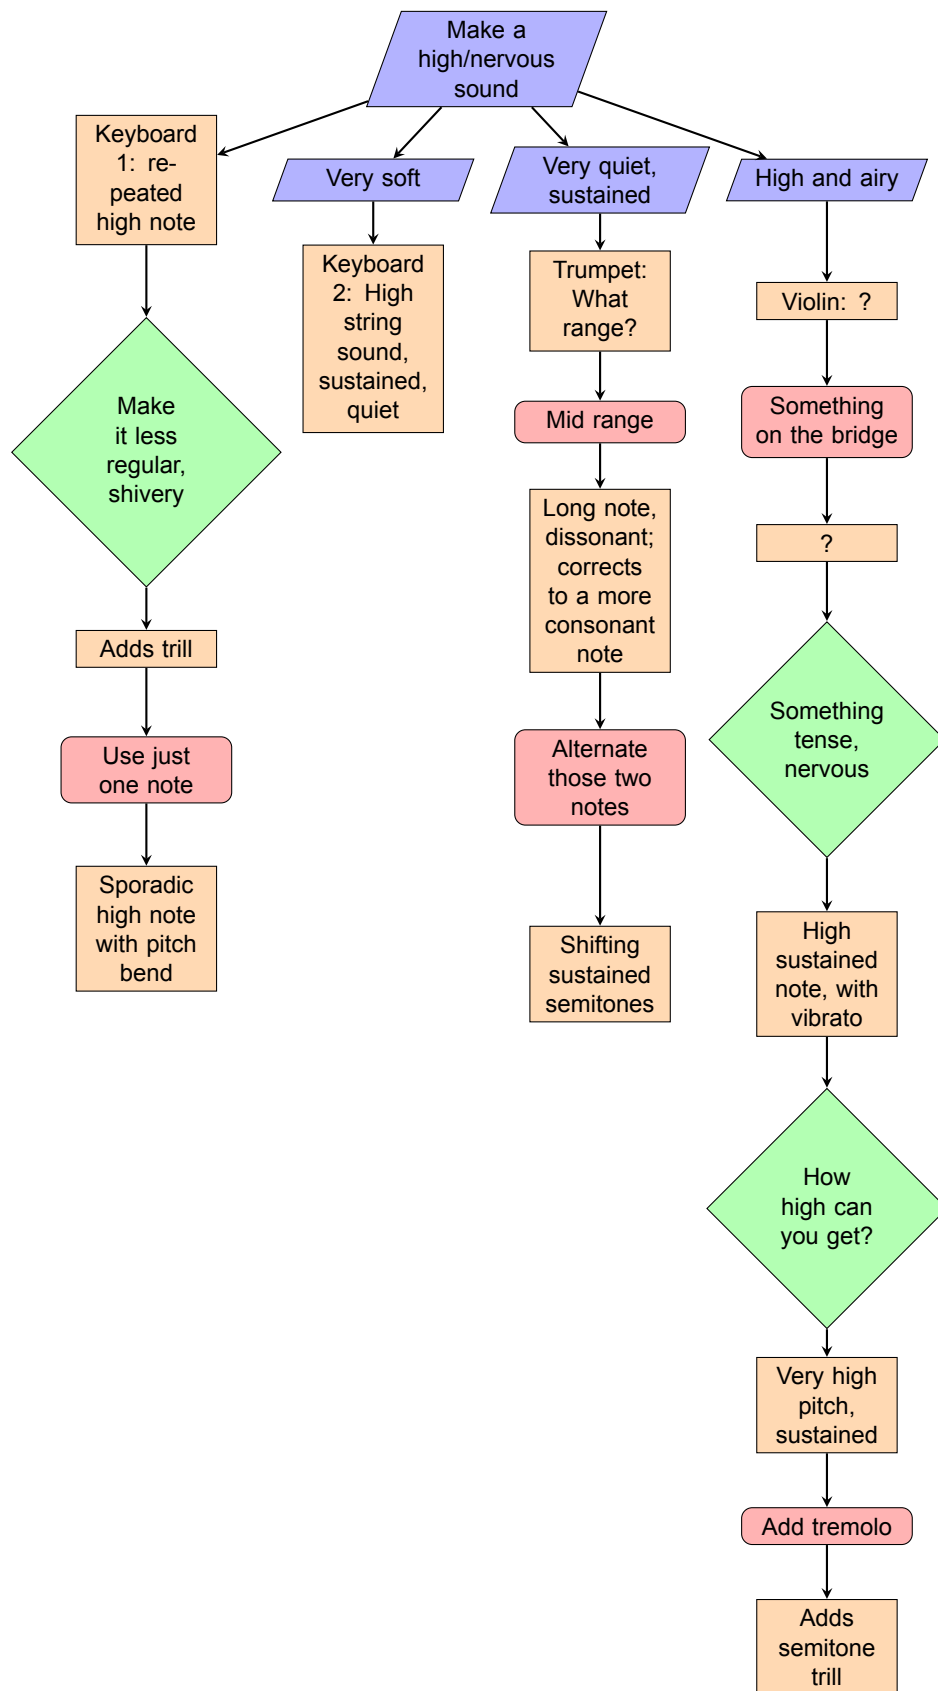 Make a
high/nervous
sound
Keyboard
1: re-
peated
high note
Make
it less
regular,
shivery
Adds trill
Use just
one note
Sporadic
high note
with pitch
bend
Very soft
Keyboard
2: High
string
sound,
sustained,
quiet
Very quiet,
sustained
Trumpet:
What
range?
Mid range
Long note,
dissonant;
corrects
to a more
consonant
note
Alternate
those two
notes
Shifting
sustained
semitones
High and airy
Violin: ?
Something
on the bridge
?
Something
tense,
nervous
High
sustained
note, with
vibrato
How
high can
you get?
Very high
pitch,
sustained
Add tremolo
Adds
semitone
trill